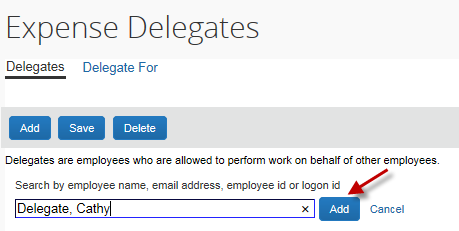 Expense Delegates
Delegates Delegate For
Add Save Delete
Delegates are employees who are allowed to perform work on behalf of other employees.
Search by employee name, email address, employee id or logon id
Delegate, Cathy × Add Cancel